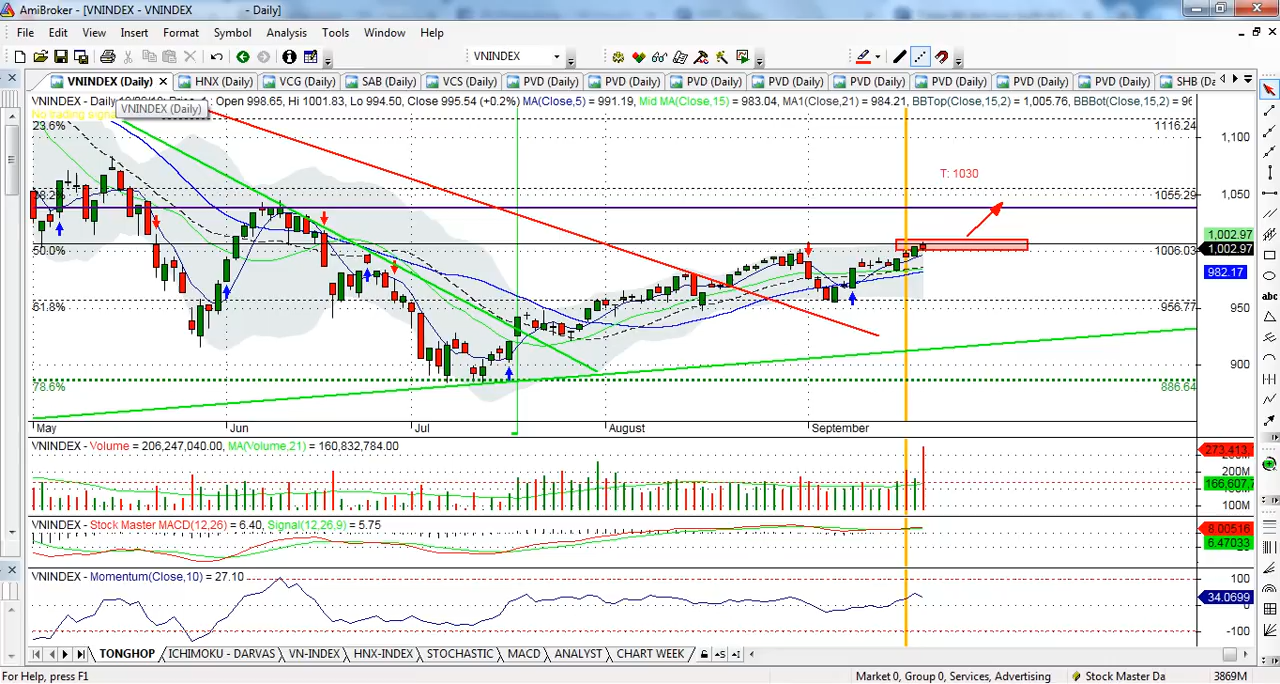 AmiBroker - [VNINDEX - VNINDEX - Daily]
File Edit View Insert Format Symbol Analysis Tools Window Help
VNINDEX
VNINDEX (Daily) HNX (Daily) VCG (Daily) SAB (Daily) VCS (Daily) PVD (Daily) PVD (Daily) PVD (Daily) PVD (Daily) PVD (Daily) PVD (Daily) PVD (Daily) PVD (Daily) SHB (Da
Open 998.65, Hi 1001.83, Lo 994.50, Close 995.54 (+0.2%) MA(Close,5) = 991.19, Mid MA(Close,15) = 983.04, MA1(Close,21) = 984.21, BBTop(Close,15,2) = 1,005.76, BBBot(Close,15,2) = 96
VNINDEX (Daily)
No trading
23.6%
1116.24
1,100
T: 1030
38.2%
1055.29
1,050
1,002.97
50.0%
1006.03
1,002.97
982.17
61.8%
956.77
950
900
78.6%
886.64
May Jun Jul August September
VNINDEX - Volume = 206,247,040.00, MA(Volume,21) = 160,832,784.00
273,413
200M
166,607,7
100M
VNINDEX - Stock Master MACD(12,26) = 6.40, Signal(12,26,9) = 5.75
8.00516
6.47033
VNINDEX - Momentum(Close,10) = 27.10
100
34.0699
0
-100
TONGHOP ICHIMOKU - DARVAS VN-INDEX HNX-INDEX STOCHASTIC MACD ANALYST CHART WEEK
For Help, press F1
Market 0, Group 0, Services, Advertising Stock Master Da 3869M